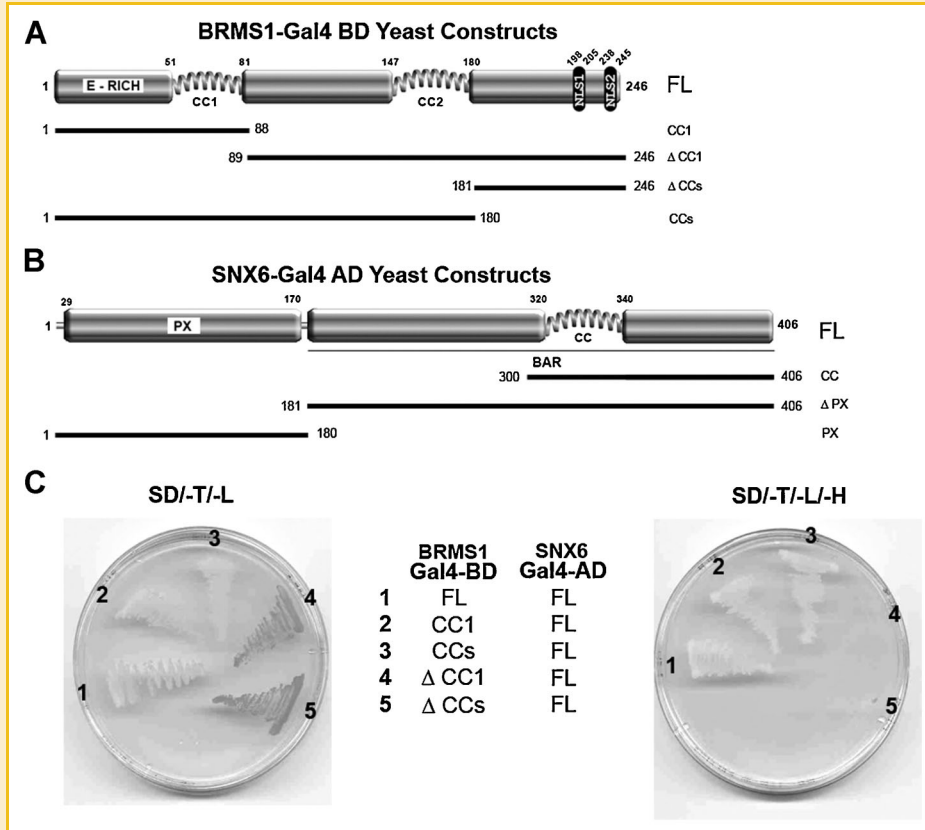 A
BRMS1-Gal4 BD Yeast Constructs
51 81 147 180 198 205 238 245
1 E - RICH CC1 CC2 NLS1 NLS2 246 FL
1 88 CC1
89 246 Δ CC1
181 246 Δ CCs
1 180 CCs
B
SNX6-Gal4 AD Yeast Constructs
29 170 320 340
1 PX CC 406 FL
BAR
300 406 CC
181 406 Δ PX
1 180 PX
C
SD/-T/-L
1
2
3
4
5
BRMS1 SNX6
Gal4-BD Gal4-AD
1 FL FL
2 CC1 FL
3 CCs FL
4 Δ CC1 FL
5 Δ CCs FL
SD/-T/-L/-H
1
2
3
4
5